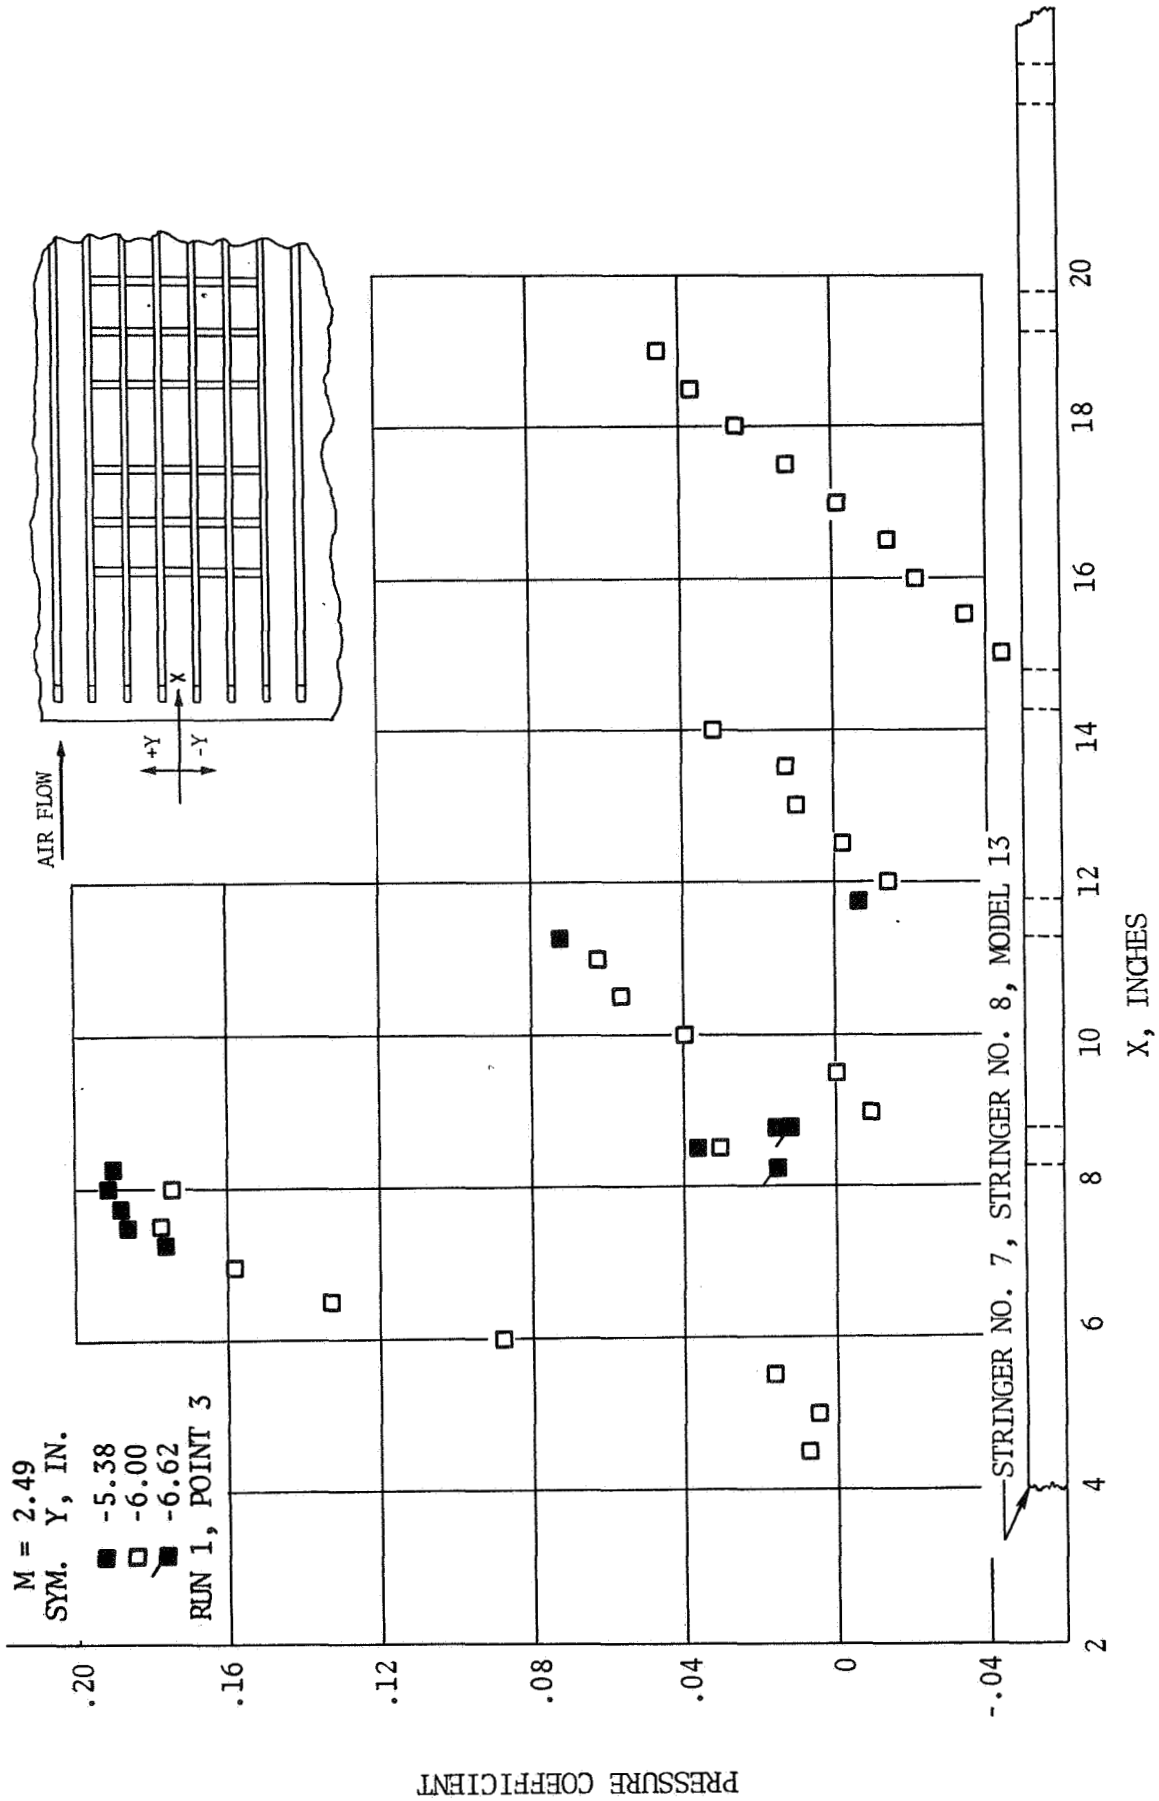 M = 2.49
SYM. Y, IN.
-5.38
-6.00
-6.62
RUN 1, POINT 3
AIR FLOW
+Y
X
-Y
.20
.16
.12
.08
.04
0
-.04
PRESSURE COEFFICIENT
STRINGER NO. 7, STRINGER NO. 8, MODEL 13
2 4 6 8 10 12 14 16 18 20
X, INCHES